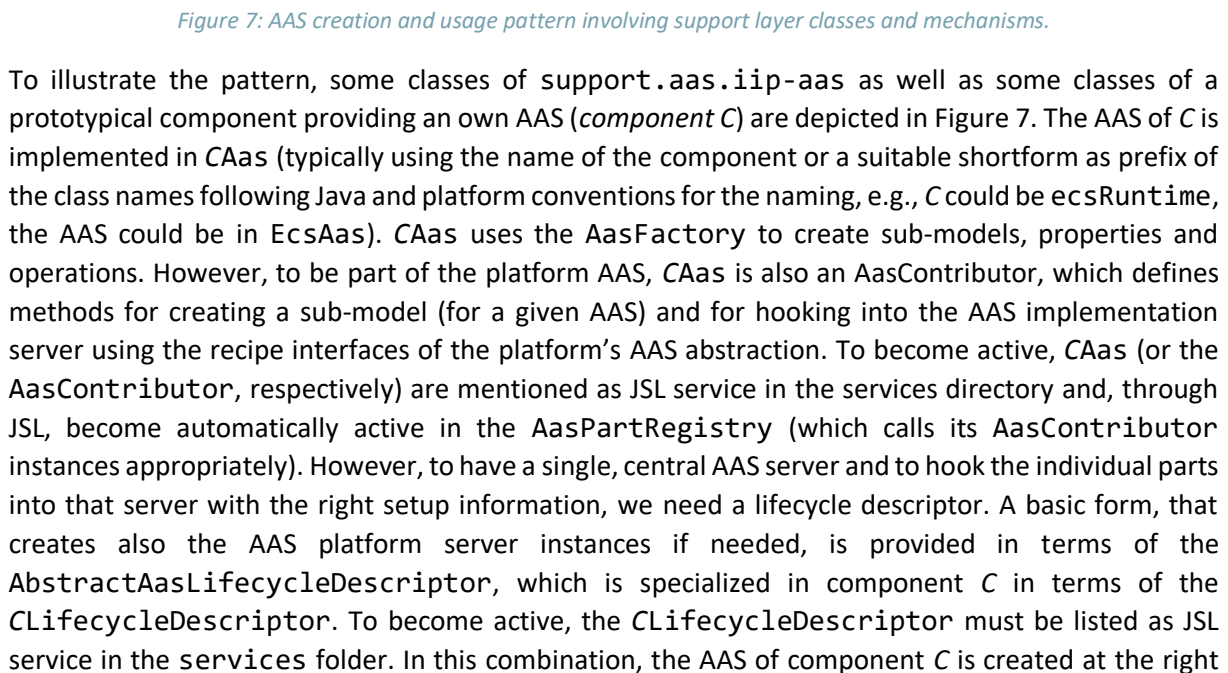 Figure 7: AAS creation and usage pattern involving support layer classes and mechanisms.
To illustrate the pattern, some classes of support.aas.iip-aas as well as some classes of a
prototypical component providing an own AAS (component C) are depicted in Figure 7. The AAS of C is
implemented in CAas (typically using the name of the component or a suitable shortform as prefix of
the class names following Java and platform conventions for the naming, e.g., C could be ecsRuntime,
the AAS could be in EcsAas). CAas uses the AasFactory to create sub-models, properties and
operations. However, to be part of the platform AAS, CAas is also an AasContributor, which defines
methods for creating a sub-model (for a given AAS) and for hooking into the AAS implementation
server using the recipe interfaces of the platform's AAS abstraction. To become active, CAas (or the
AasContributor, respectively) are mentioned as JSL service in the services directory and, through
JSL, become automatically active in the AasPartRegistry (which calls its AasContributor
instances appropriately). However, to have a single, central AAS server and to hook the individual parts
into that server with the right setup information, we need a lifecycle descriptor. A basic form, that
creates also the AAS platform server instances if needed, is provided in terms of the
AbstractAasLifecycleDescriptor, which is specialized in component C in terms of the
CLifecycleDescriptor. To become active, the CLifecycleDescriptor must be listed as JSL
service in the services folder. In this combination, the AAS of component C is created at the right